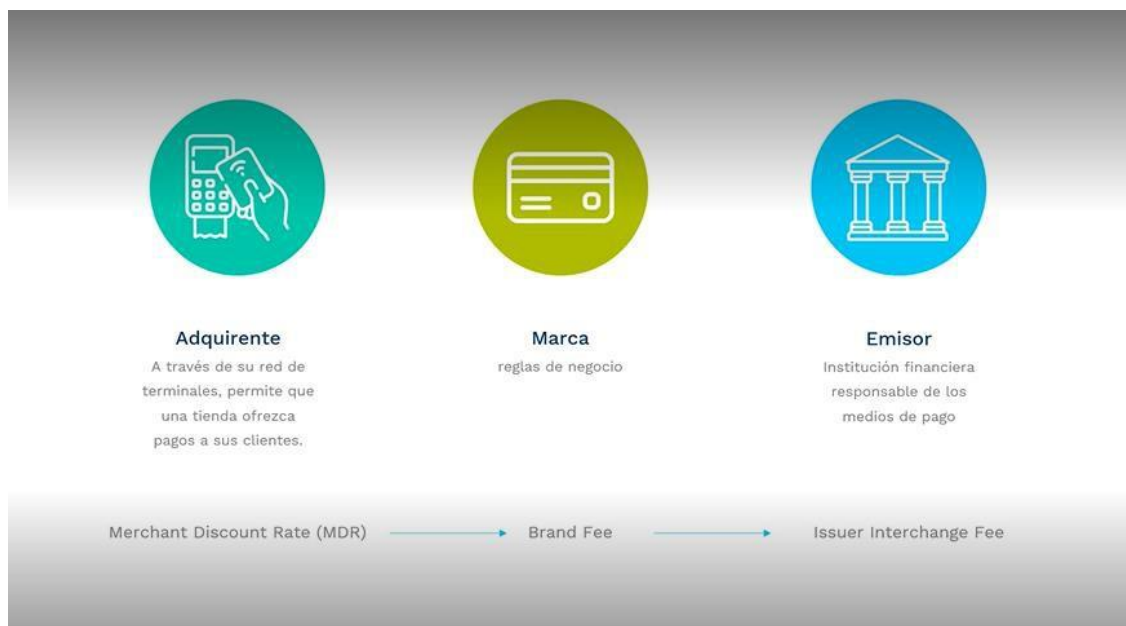 Adquirente
A través de su red de
terminales, permite que
una tienda ofrezca
pagos a sus clientes.
Marca
reglas de negocio
Emisor
Institución financiera
responsable de los
medios de pago
Merchant Discount Rate (MDR)
Brand Fee
Issuer Interchange Fee